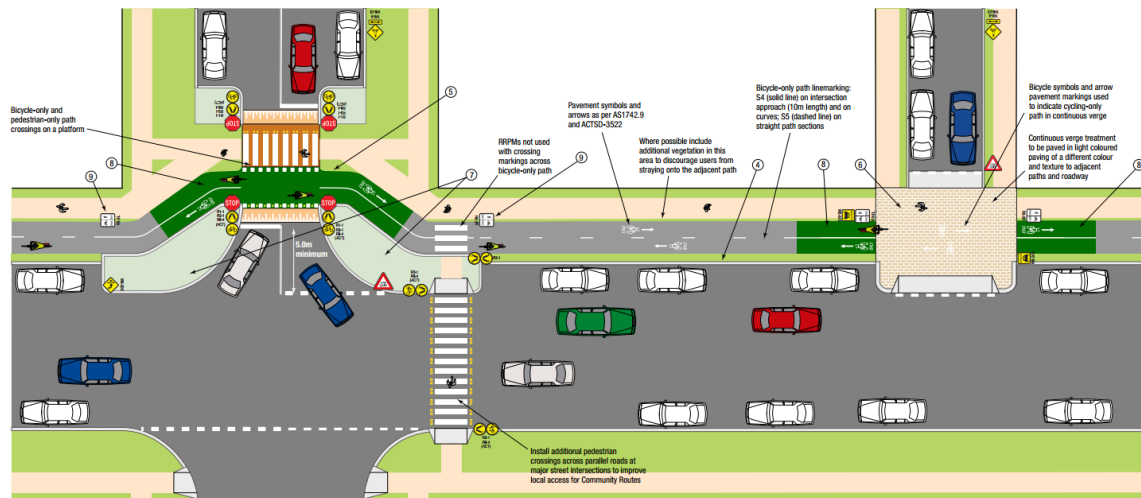 Bicycle-only and
pedestrian-only path
crossings on a platform
8
9
STOP
STOP
STOP
STOP
5
7
5.0m
minimum
RRPMs not used
with crossing
markings across
bicycle-only path
9
Pavement symbols and
arrows as per AS1742.9
and ACTSD-3522
Where possible include
additional vegetation in this
area to discourage users from
straying onto the adjacent path
4
Bicycle-only path linemarking:
S4 (solid line) on intersection
approach (10m length) and on
curves; S5 (dashed line) on
straight path sections
8
6
Bicycle and arrow
pavement markings used
to indicate cycling-only
path in continuous verge
Continuous verge treatment
to be paved in light coloured
paving of a different colour
and texture to adjacent
paths and roadway
8
R3-1
R6-8
(ACT)
Install additional pedestrian
crossings across parallel roads at
major street intersections to improve
local access for Community Routes